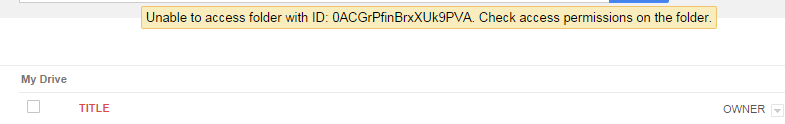 Unable to access folder with ID: 0ACGrPfinBrxXUk9PVA. Check access permissions on the folder.
My Drive
TITLE
OWNER